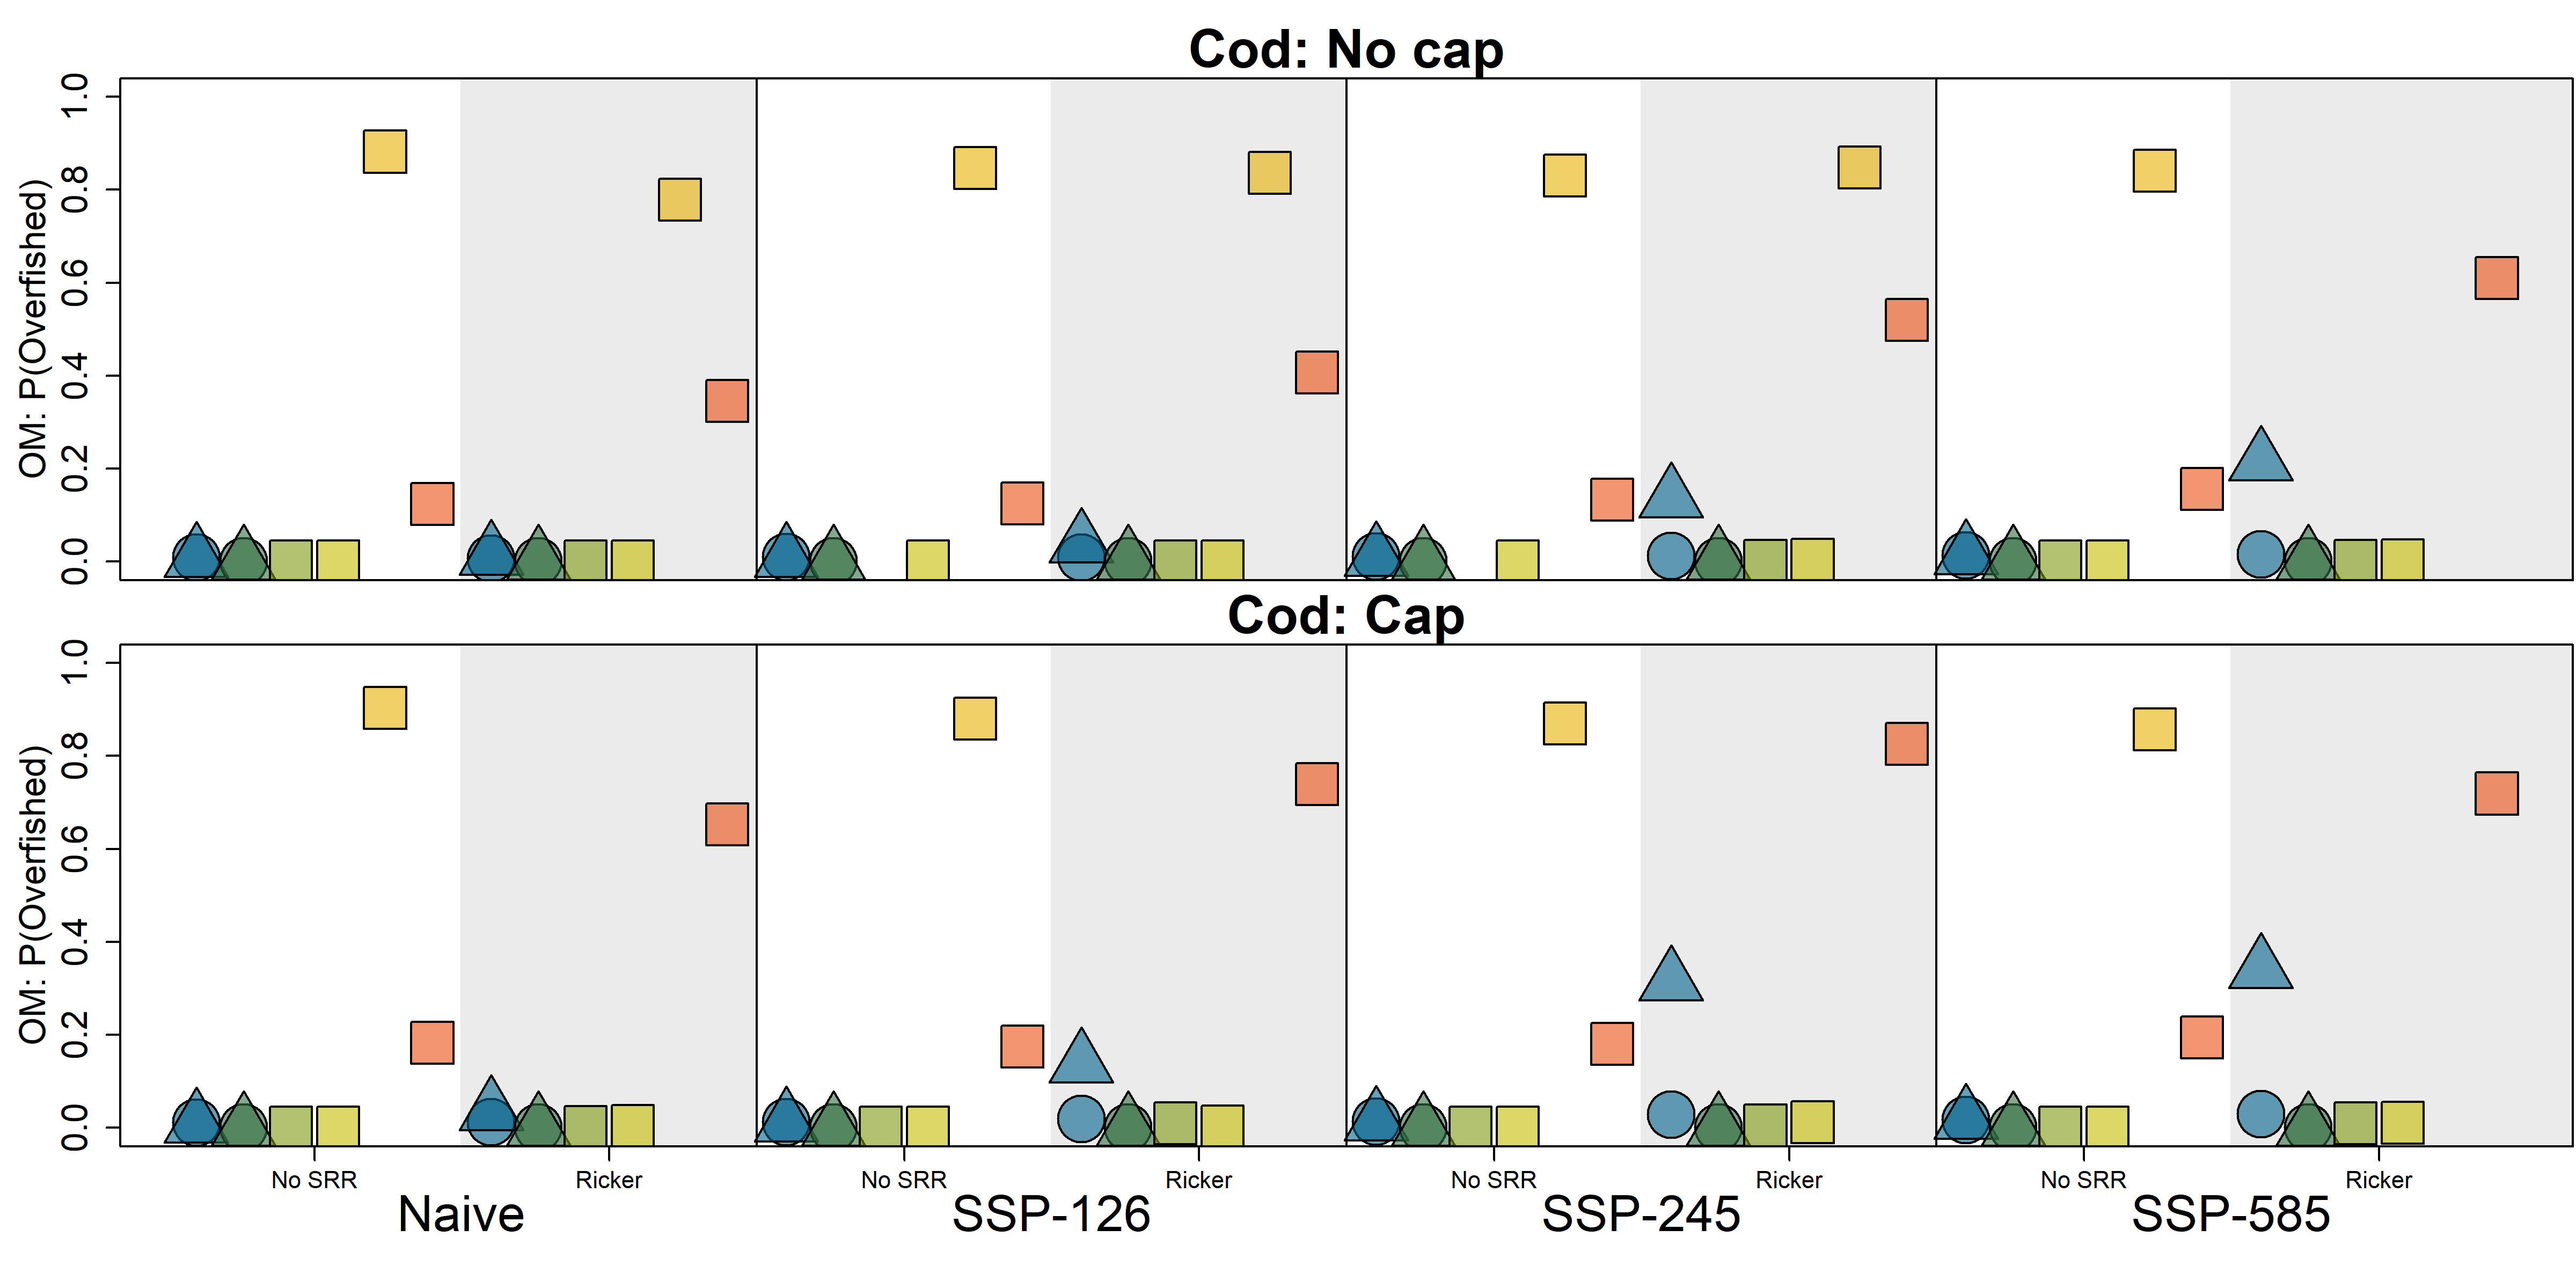 Cod: No cap
OM: P(Overfished)
1.0
0.8
0.6
0.4
0.2
0.0
Cod: Cap
OM: P(Overfished)
1.0
0.8
0.6
0.4
0.2
0.0
No SRR Ricker No SRR Ricker No SRR Ricker No SRR Ricker
Naive SSP-126 SSP-245 SSP-585